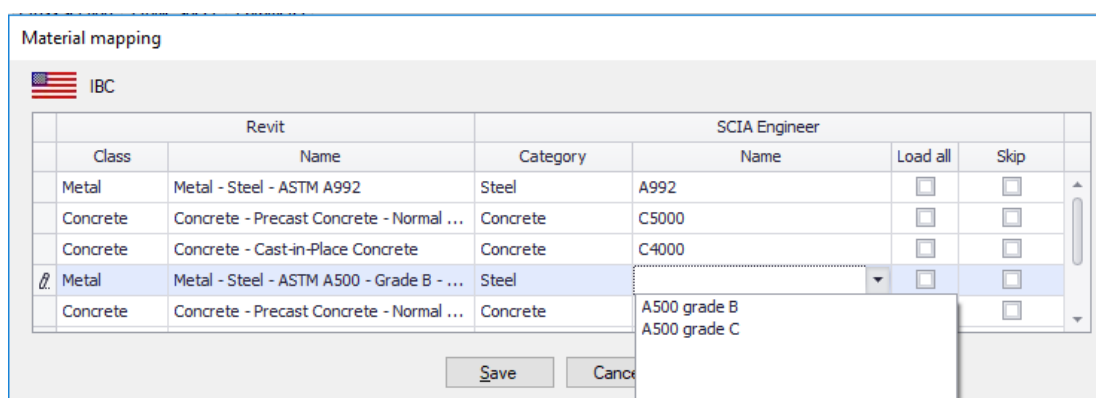 Material mapping
IBC
Revit SCIA Engineer
Class Name Category Name Load all Skip
Metal Metal - Steel - ASTM A992 Steel A992
Concrete Concrete - Precast Concrete - Normal ... Concrete C5000
Concrete Concrete - Cast-in-Place Concrete Concrete C4000
Metal Metal - Steel - ASTM A500 - Grade B - ... Steel
Concrete Concrete - Precast Concrete - Normal ... Concrete
A500 grade B
A500 grade C
Save Cance